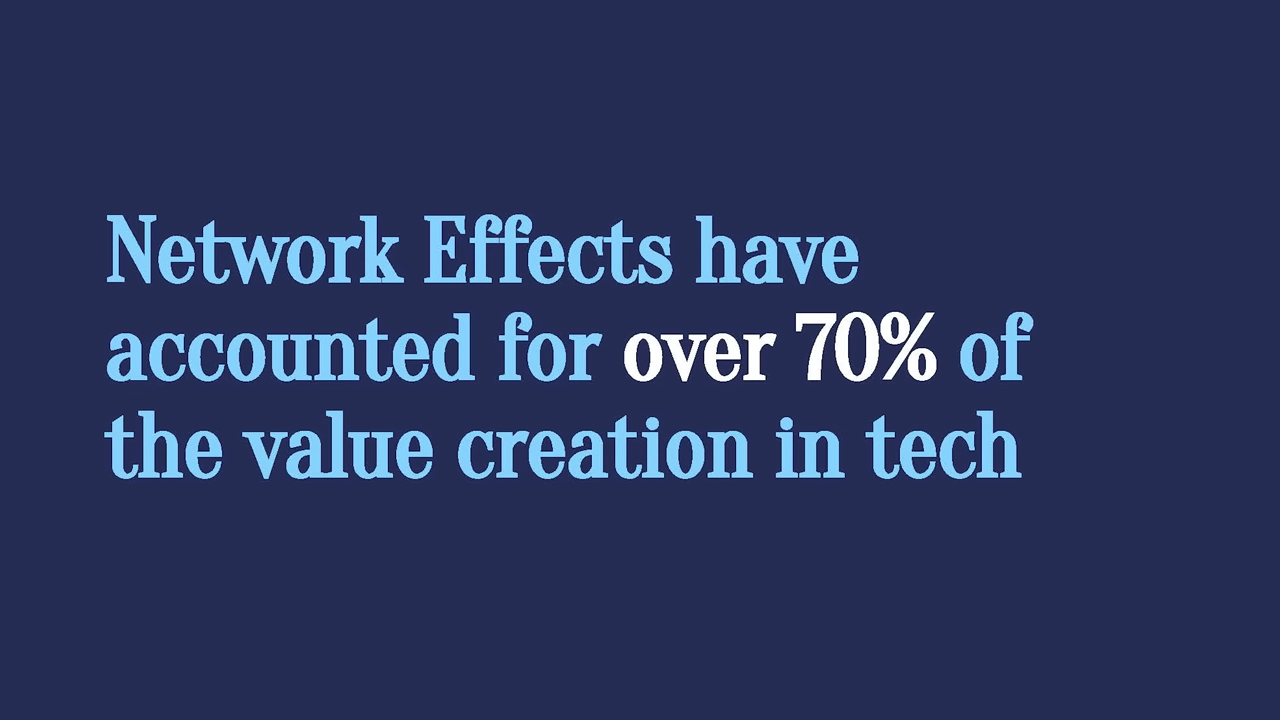 Network Effects have
accounted for over 70% of
the value creation in tech